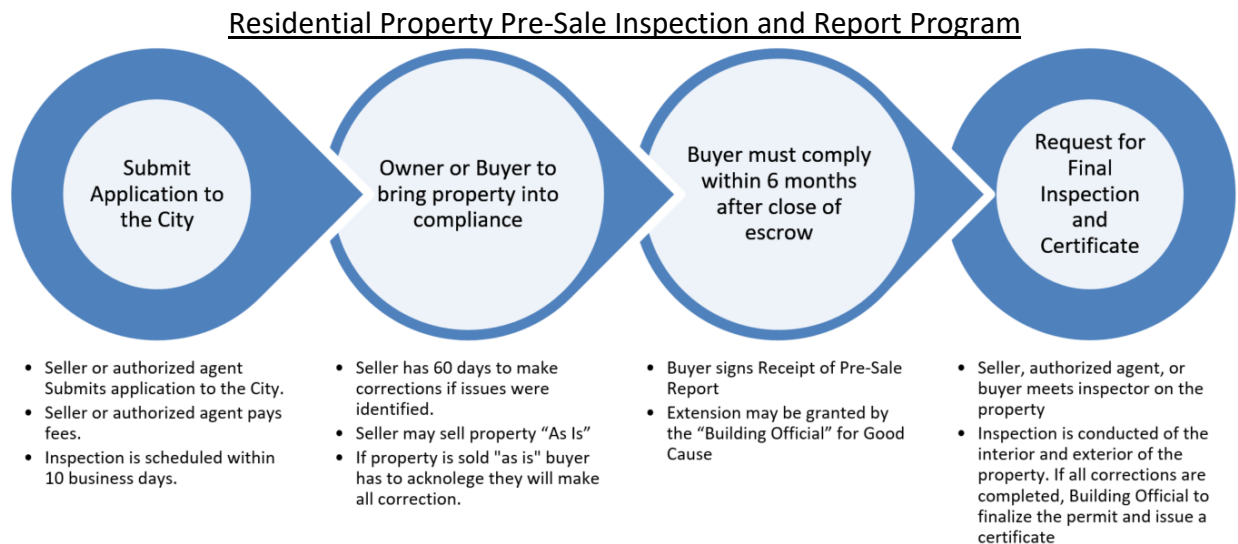 Residential Property Pre-Sale Inspection and Report Program
Submit
Application to
the City
Owner or Buyer to
bring property into
compliance
Buyer must comply
within 6 months
after close of
escrow
Request for
Final
Inspection
and
Certificate
• Seller or authorized agent
Submits application to the City.
• Seller or authorized agent pays
fees.
• Inspection is scheduled within
10 business days.
• Seller has 60 days to make
corrections if issues were
identified.
• Seller may sell property “As Is”
• If property is sold "as is" buyer
has to acknolege they will make
all correction.
• Buyer signs Receipt of Pre-Sale
Report
• Extension may be granted by
the “Building Official” for Good
Cause
• Seller, authorized agent, or
buyer meets inspector on the
property
• Inspection is conducted of the
interior and exterior of the
property. If all corrections are
completed, Building Official to
finalize the permit and issue a
certificate